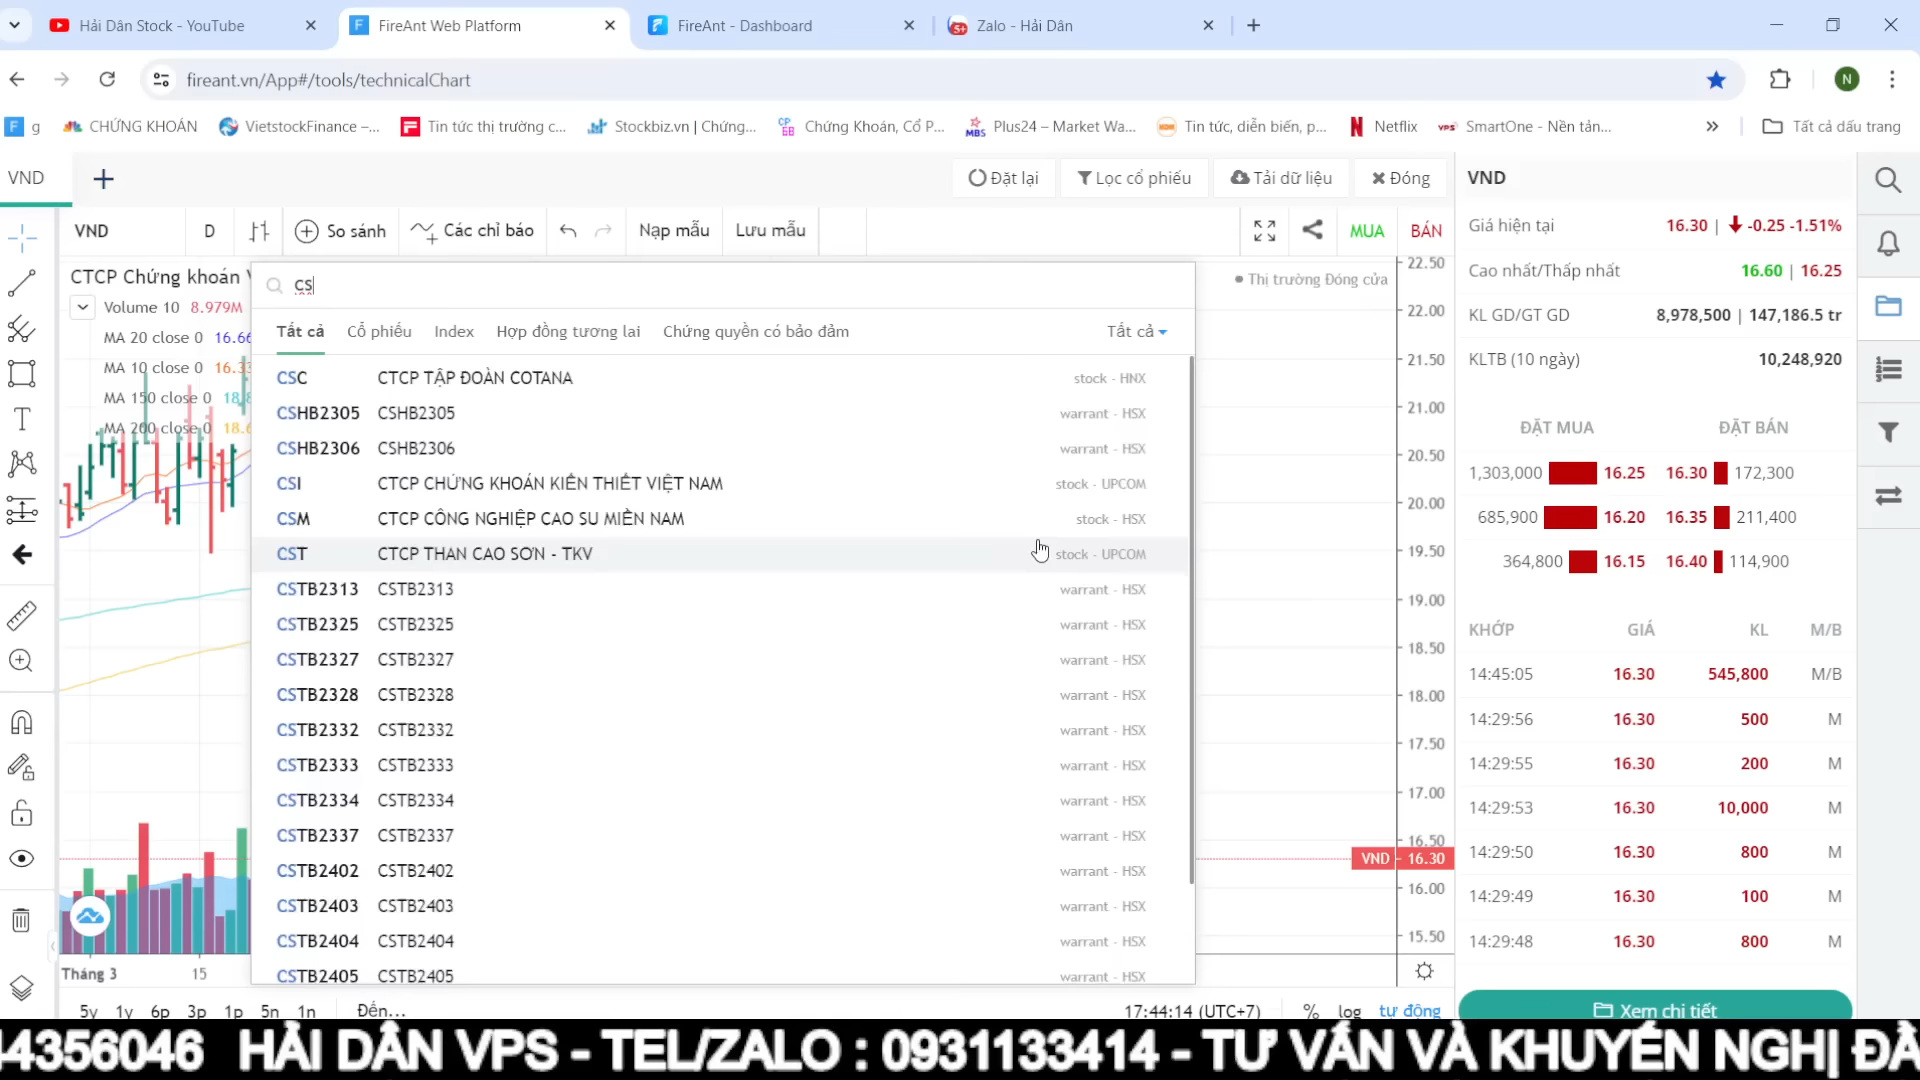 Hải Dân Stock - YouTube
FireAnt Web Platform
FireAnt - Dashboard
Zalo - Hải Dân
fireant.vn/App#/tools/technicalChart
N
g
CHỨNG KHOÁN
VietstockFinance –...
Tin tức thị trường c...
Stockbiz.vn | Chứng...
Chứng Khoán, Cổ P...
Plus24 – Market Wa...
Tin tức, diễn biến, p...
Netflix
SmartOne - Nền tản...
Tất cả dấu trang
VND
Đặt lại
Lọc cổ phiếu
Tải dữ liệu
Đóng
VND
D
So sánh
Các chỉ báo
Nạp mẫu
Lưu mẫu
MUA
BÁN
CTCP Chứng khoán
Volume 10 8.979M
MA 20 close 0 16.66
MA 10 close 0
MA 150 close 0
MA 200 close 0
Thị trường Đóng cửa
CS
Tất cả Cổ phiếu Index Hợp đồng tương lai Chứng quyền có bảo đảm Tất cả
CSC CTCP TẬP ĐOÀN COTANA stock - HNX
CSHB2305 CSHB2305 warrant - HSX
CSHB2306 CSHB2306 warrant - HSX
CSI CTCP CHỨNG KHOÁN KIẾN THIẾT VIỆT NAM stock - UPCOM
CSM CTCP CÔNG NGHIỆP CAO SU MIỀN NAM stock - HSX
CST CTCP THAN CAO SƠN - TKV stock - UPCOM
CSTB2313 CSTB2313 warrant - HSX
CSTB2325 CSTB2325 warrant - HSX
CSTB2327 CSTB2327 warrant - HSX
CSTB2328 CSTB2328 warrant - HSX
CSTB2332 CSTB2332 warrant - HSX
CSTB2333 CSTB2333 warrant - HSX
CSTB2334 CSTB2334 warrant - HSX
CSTB2337 CSTB2337 warrant - HSX
CSTB2402 CSTB2402 warrant - HSX
CSTB2403 CSTB2403 warrant - HSX
CSTB2404 CSTB2404 warrant - HSX
CSTB2405 CSTB2405 warrant - HSX
22.50
22.00
21.50
21.00
20.50
20.00
19.50
19.00
18.50
18.00
17.50
17.00
16.50
VND 16.30
16.00
15.50
Tháng 3 15
5y 1y 6p 3p 1p 5n 1n Đến...
17:44:14 (UTC+7) % log tự động
VND
Giá hiện tại 16.30 | -0.25 -1.51%
Cao nhất/Thấp nhất 16.60 | 16.25
KL GD/GT GD 8,978,500 | 147,186.5 tr
KLTB (10 ngày) 10,248,920
ĐẶT MUA ĐẶT BÁN
1,303,000 16.25 16.30 172,300
685,900 16.20 16.35 211,400
364,800 16.15 16.40 114,900
KHỚP GIÁ KL M/B
14:45:05 16.30 545,800 M/B
14:29:56 16.30 500 M
14:29:55 16.30 200 M
14:29:53 16.30 10,000 M
14:29:50 16.30 800 M
14:29:49 16.30 100 M
14:29:48 16.30 800 M
Xem chi tiết
44356046 HẢI DÂN VPS - TEL/ZALO : 0931133414 - TƯ VẤN VÀ KHUYẾN NGHỊ ĐẦ